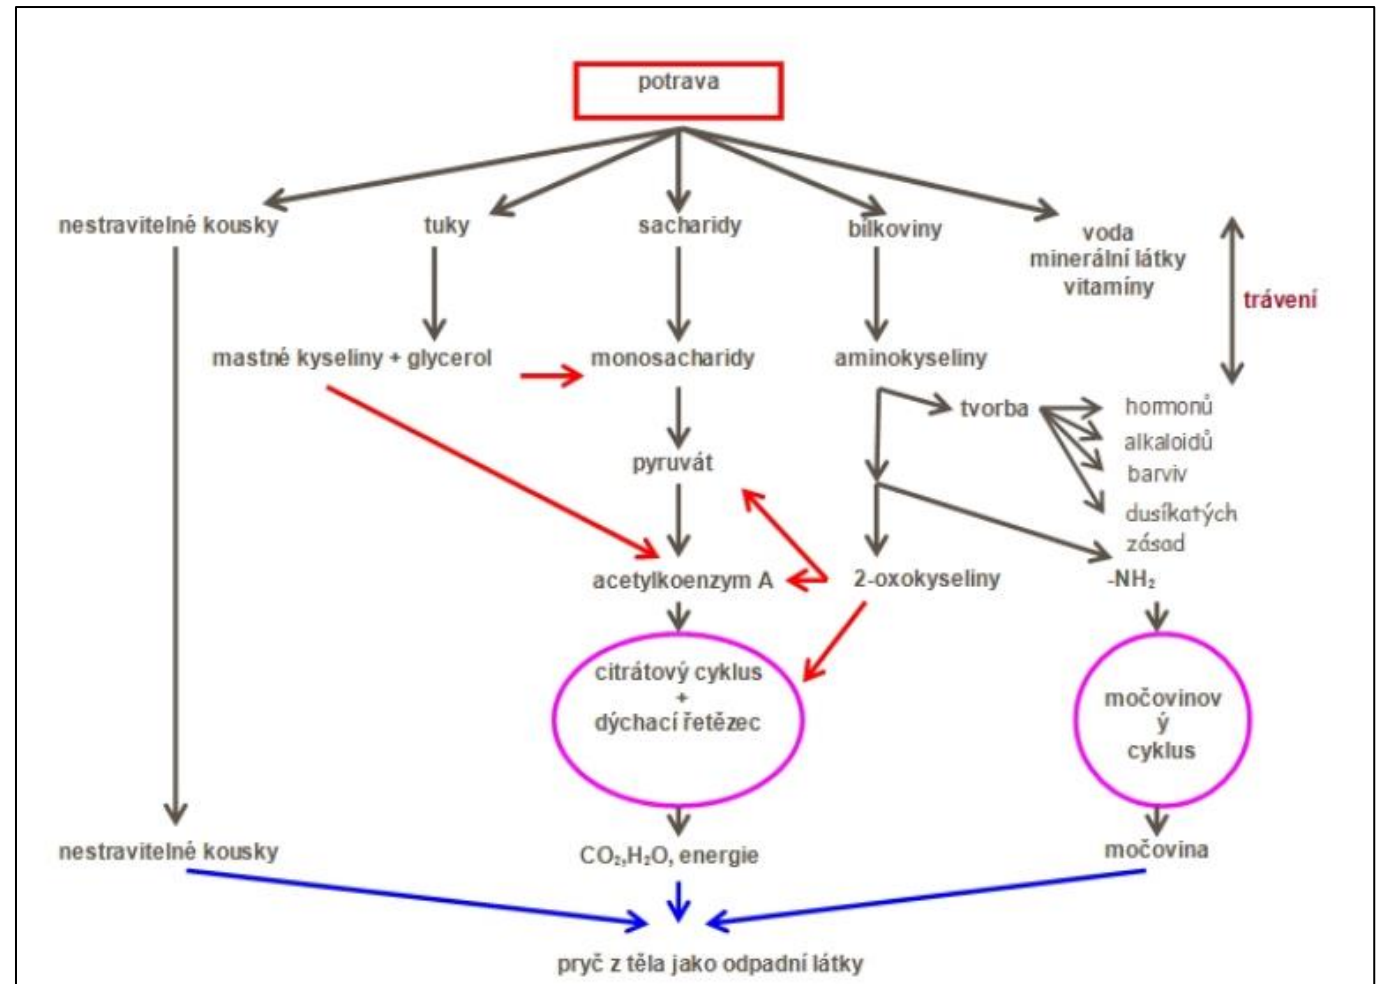 potrava
nestravitelné kousky
tuky
sacharidy
bílkoviny
voda
minerální látky
vitamíny
trávení
mastné kyseliny + glycerol
monosacharidy
aminokyseliny
tvorba
hormonů
alkaloidů
barviv
dusíkatých
zásad
pyruvát
acetylkoenzym A
2-oxokyseliny
-NH₂
citrátový cyklus
+
dýchací řetězec
močovinov
ý
cyklus
nestravitelné kousky
CO₂,H₂O, energie
močovina
pryč z těla jako odpadní látky